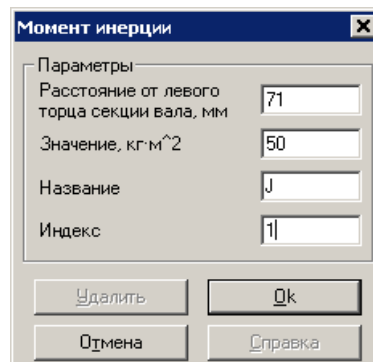 Момент инерции
Параметры
Расстояние от левого
торца секции вала, мм
71
Значение, кг·м^2
50
Название
J
Индекс
1
Удалить
Ok
Отмена
Справка